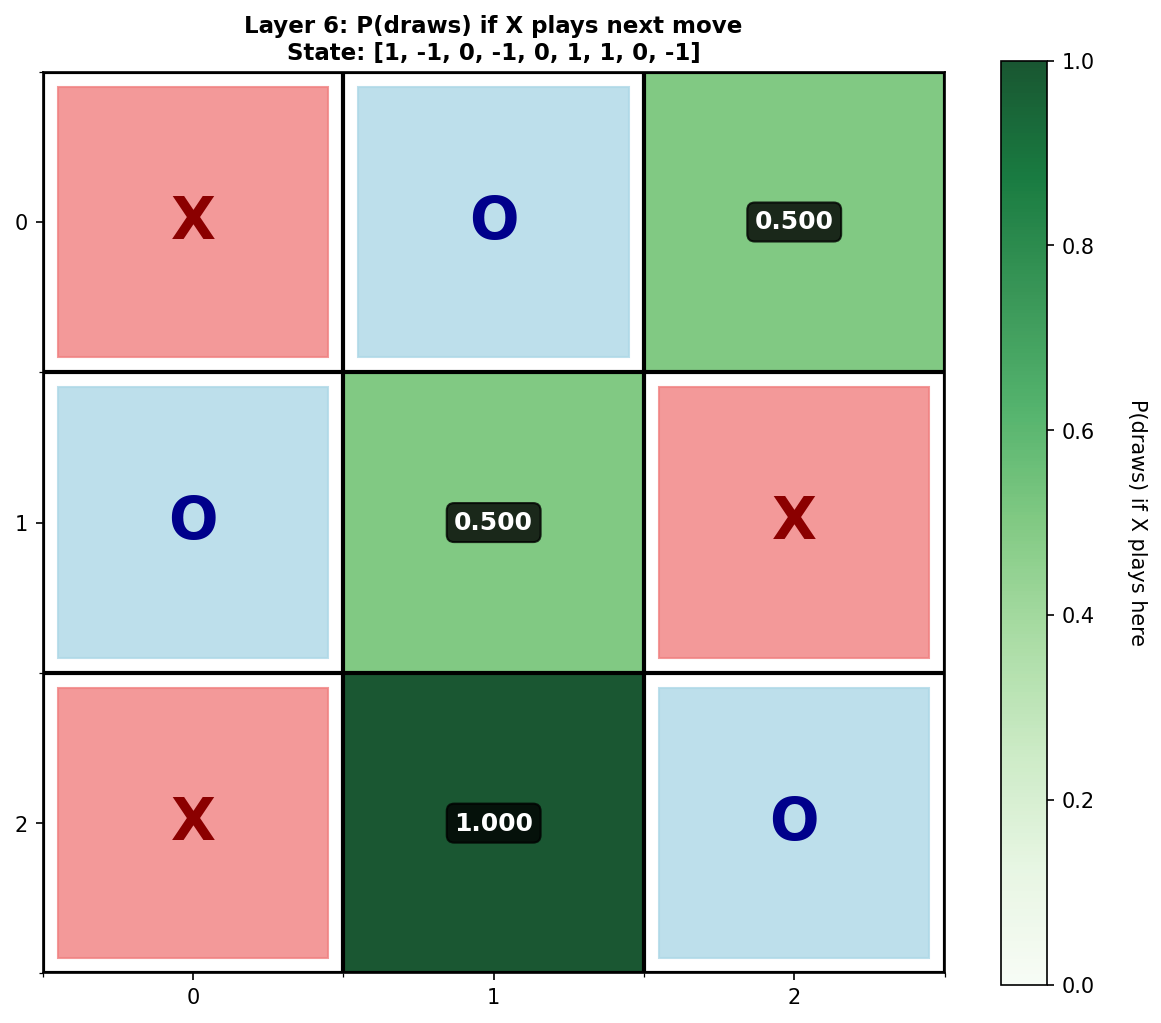 Layer 6: P(draws) if X plays next move
State: [1, -1, 0, -1, 0, 1, 1, 0, -1]
0
X
O
0.500
1
O
0.500
X
2
X
1.000
O
0
1
2
1.0
0.8
0.6
0.4
0.2
0.0
P(draws) if X plays here